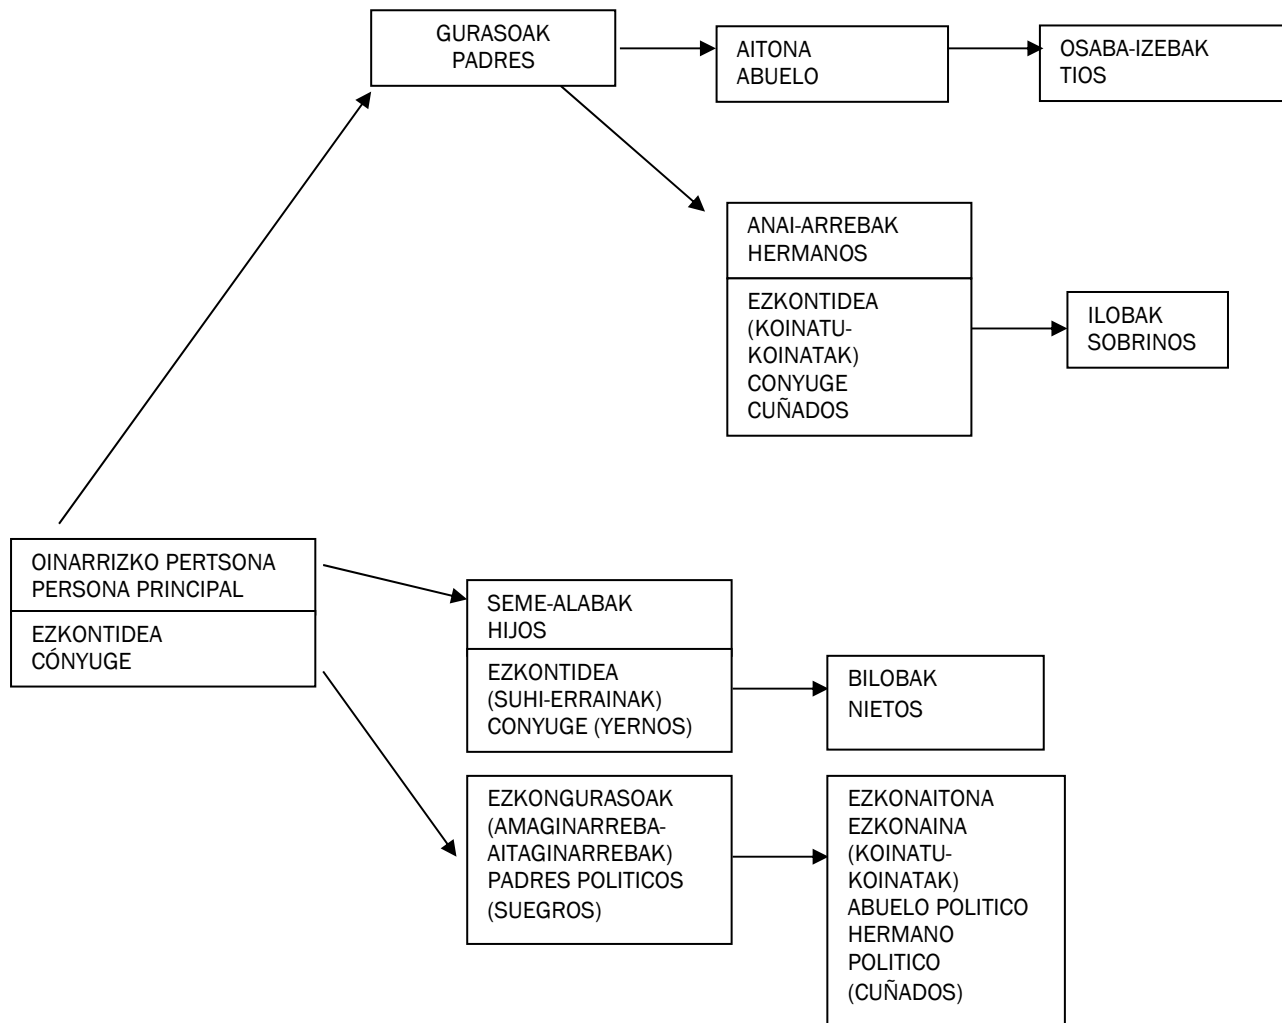 GURASOAK
PADRES
AITONA
ABUELO
OSABA-IZEBAK
TIOS
ANAI-ARREBAK
HERMANOS
EZKONTIDEA
(KOINATU-
KOINATAK)
CONYUGE
CUÑADOS
ILOBAK
SOBRINOS
OINARRIZKO PERTSONA
PERSONA PRINCIPAL
EZKONTIDEA
CÓNYUGE
SEME-ALABAK
HIJOS
EZKONTIDEA
(SUHI-ERRAINAK)
CONYUGE (YERNOS)
BILOBAK
NIETOS
EZKONGURASOAK
(AMAGINARREBA-
AITAGINARREBAK)
PADRES POLITICOS
(SUEGROS)
EZKONAITONA
EZKONAINA
(KOINATU-
KOINATAK)
ABUELO POLITICO
HERMANO
POLITICO
(CUÑADOS)